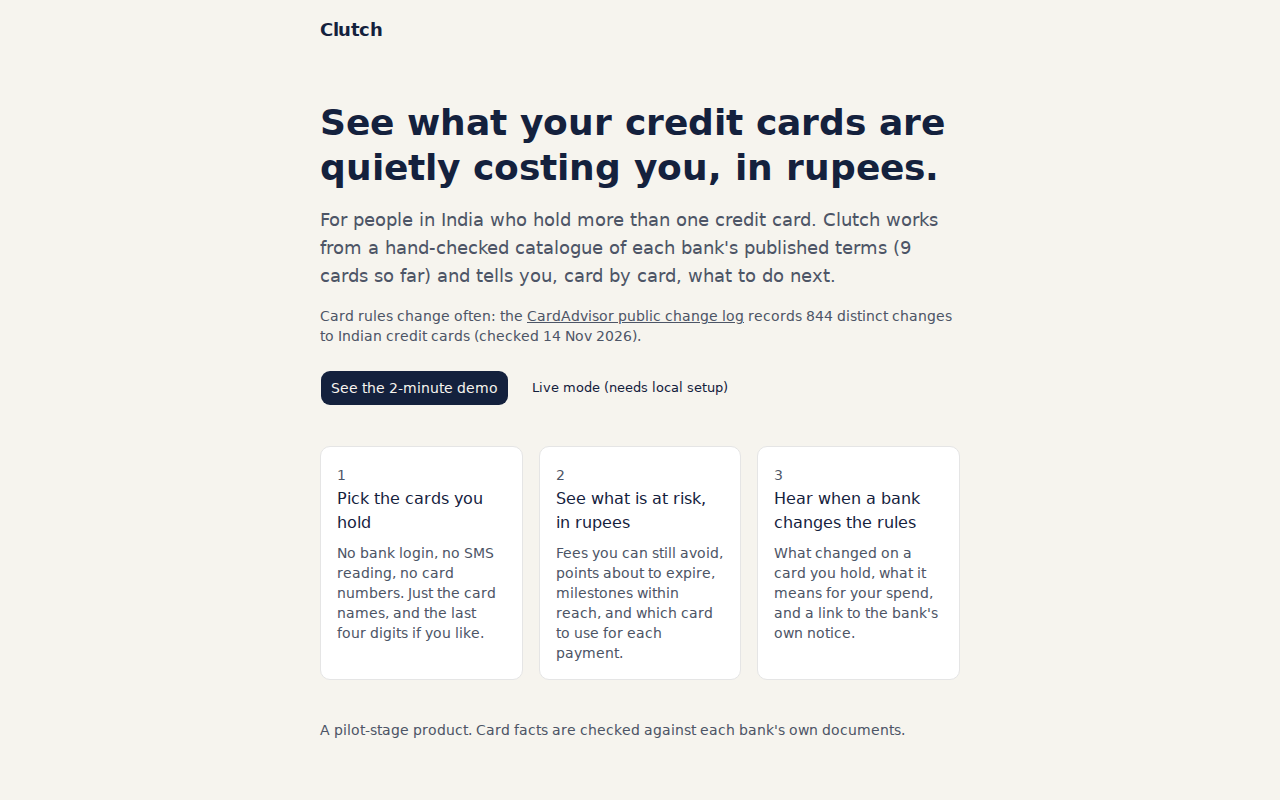 Clutch
See what your credit cards are
quietly costing you, in rupees.
For people in India who hold more than one credit card. Clutch works
from a hand-checked catalogue of each bank's published terms (9
cards so far) and tells you, card by card, what to do next.
Card rules change often: the CardAdvisor public change log records 844 distinct changes
to Indian credit cards (checked 14 Nov 2026).
See the 2-minute demo
Live mode (needs local setup)
1
Pick the cards you
hold
No bank login, no SMS
reading, no card
numbers. Just the card
names, and the last
four digits if you like.
2
See what is at risk,
in rupees
Fees you can still avoid,
points about to expire,
milestones within
reach, and which card
to use for each
payment.
3
Hear when a bank
changes the rules
What changed on a
card you hold, what it
means for your spend,
and a link to the bank's
own notice.
A pilot-stage product. Card facts are checked against each bank's own documents.